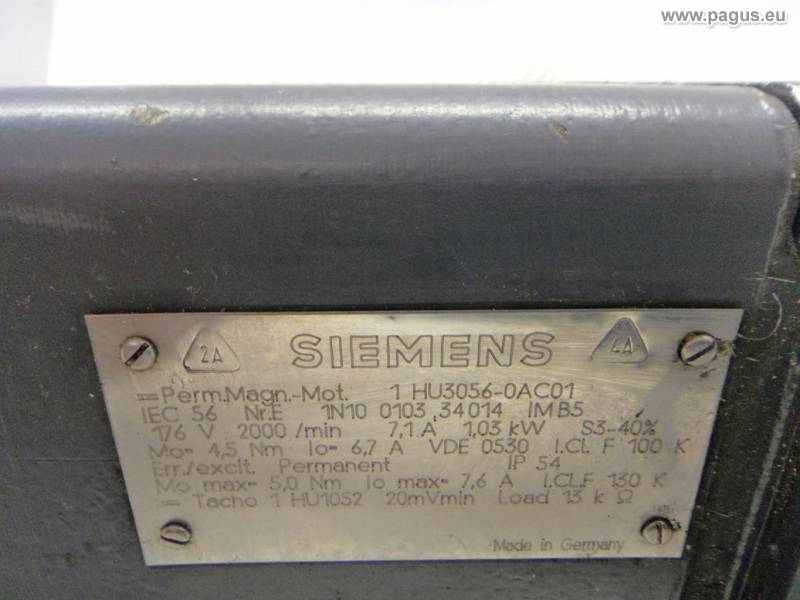 www.pagus.eu
2A SIEMENS 4A
=Perm.Magn.-Mot. 1 HU3056-0AC01
IEC 56 Nr.E 1N10 0103 34014 IM B5
176 V 2000 /min 7,1 A 1,03 kW S3-40%
Mo= 4,5 Nm Io= 6,7 A VDE 0530 I.Cl. F 100 K
Err./excit. Permanent IP 54
Mo max= 5,0 Nm Io max= 7,6 A I.Cl.F 130 K
= Tacho 1 HU1052 20mVmin Load 13 k Ω
Made in Germany